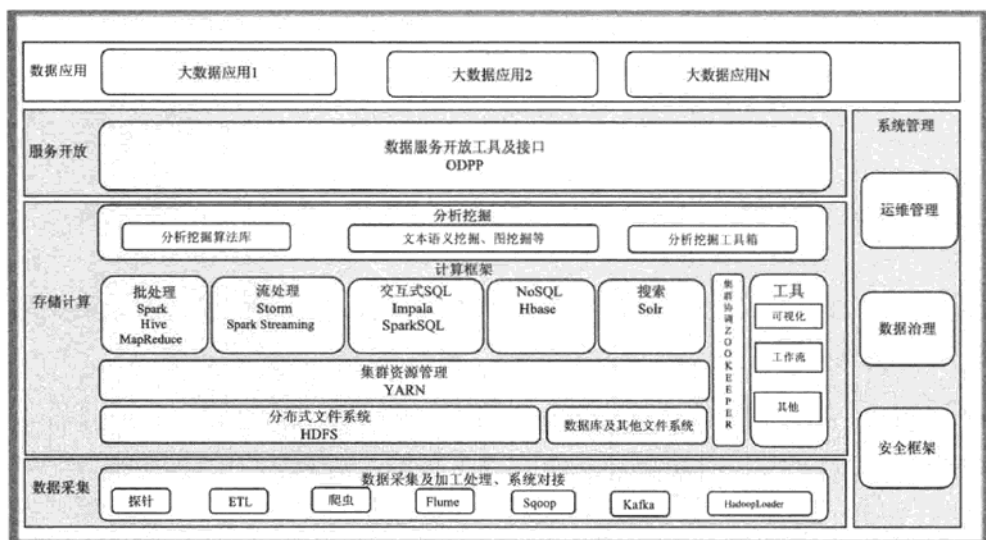 数据应用
大数据应用1
大数据应用2
大数据应用N
服务开放
数据服务开放工具及接口
ODPP
系统管理
运维管理
数据治理
安全框架
存储计算
分析挖掘
分析挖掘算法库
文本语义挖掘、图挖掘等
分析挖掘工具箱
计算框架
批处理
Spark
Hive
MapReduce
流处理
Storm
Spark Streaming
交互式SQL
Impala
SparkSQL
NoSQL
Hbase
搜索
Solr
集群协调ZOOKEEPER
工具
可视化
工作流
其他
集群资源管理
YARN
分布式文件系统
HDFS
数据库及其他文件系统
数据采集
数据采集及加工处理、系统对接
探针
ETL
爬虫
Flume
Sqoop
Kafka
HadoopLoader